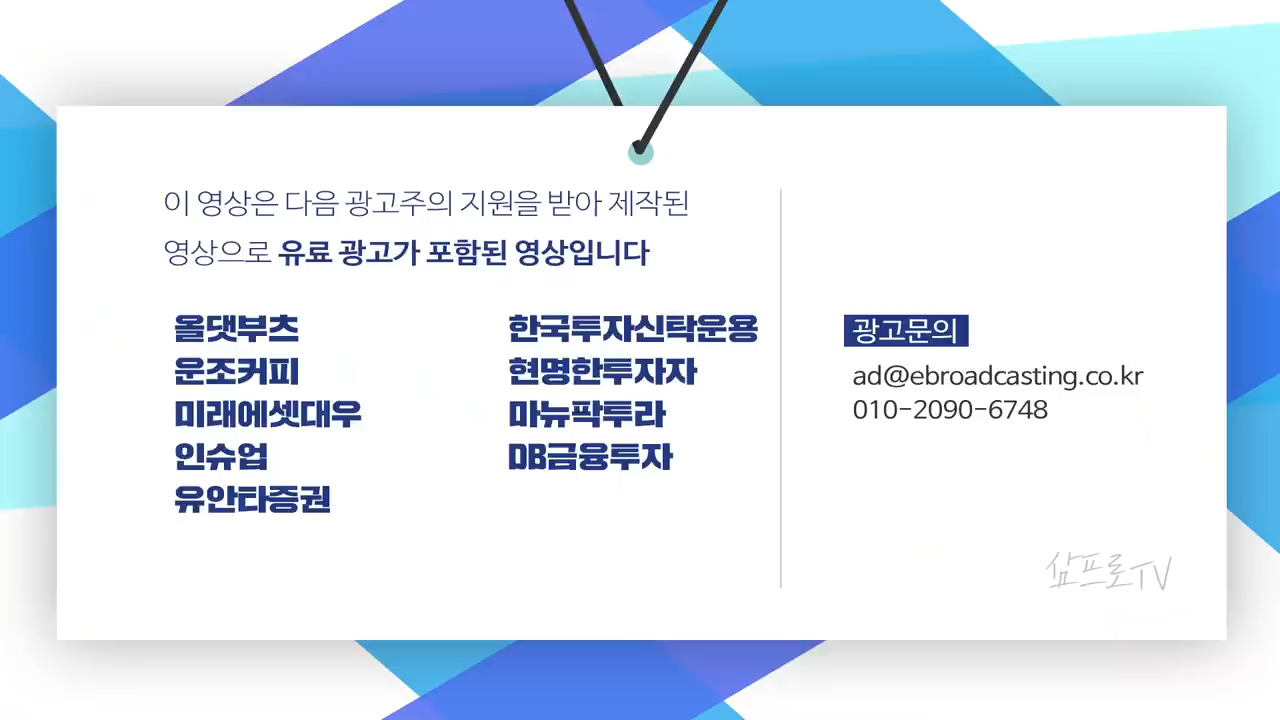 이 영상은 다음 광고주의 지원을 받아 제작된
영상으로 유료 광고가 포함된 영상입니다
올댓부츠
운조커피
미래에셋대우
인슈업
유안타증권
한국투자신탁운용
현명한투자자
마뉴팍투라
DB금융투자
광고문의
ad@ebroadcasting.co.kr
010-2090-6748
삼프로TV